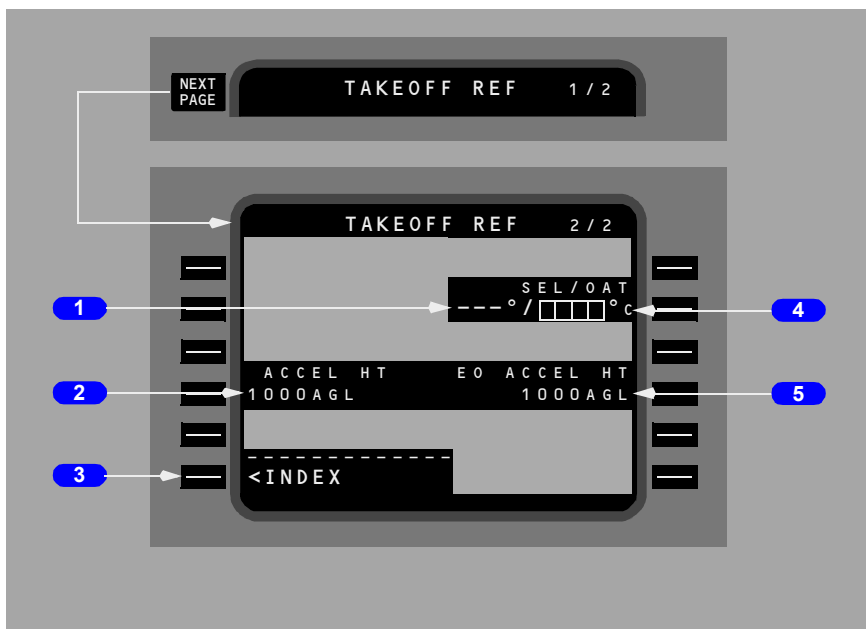 NEXT
PAGE
TAKEOFF REF 1/2
TAKEOFF REF 2/2
SEL/OAT
1
---°/□□□□°C
4
ACCEL HT EO ACCEL HT
2
1000AGL 1000AGL
5
-------------
3
<INDEX